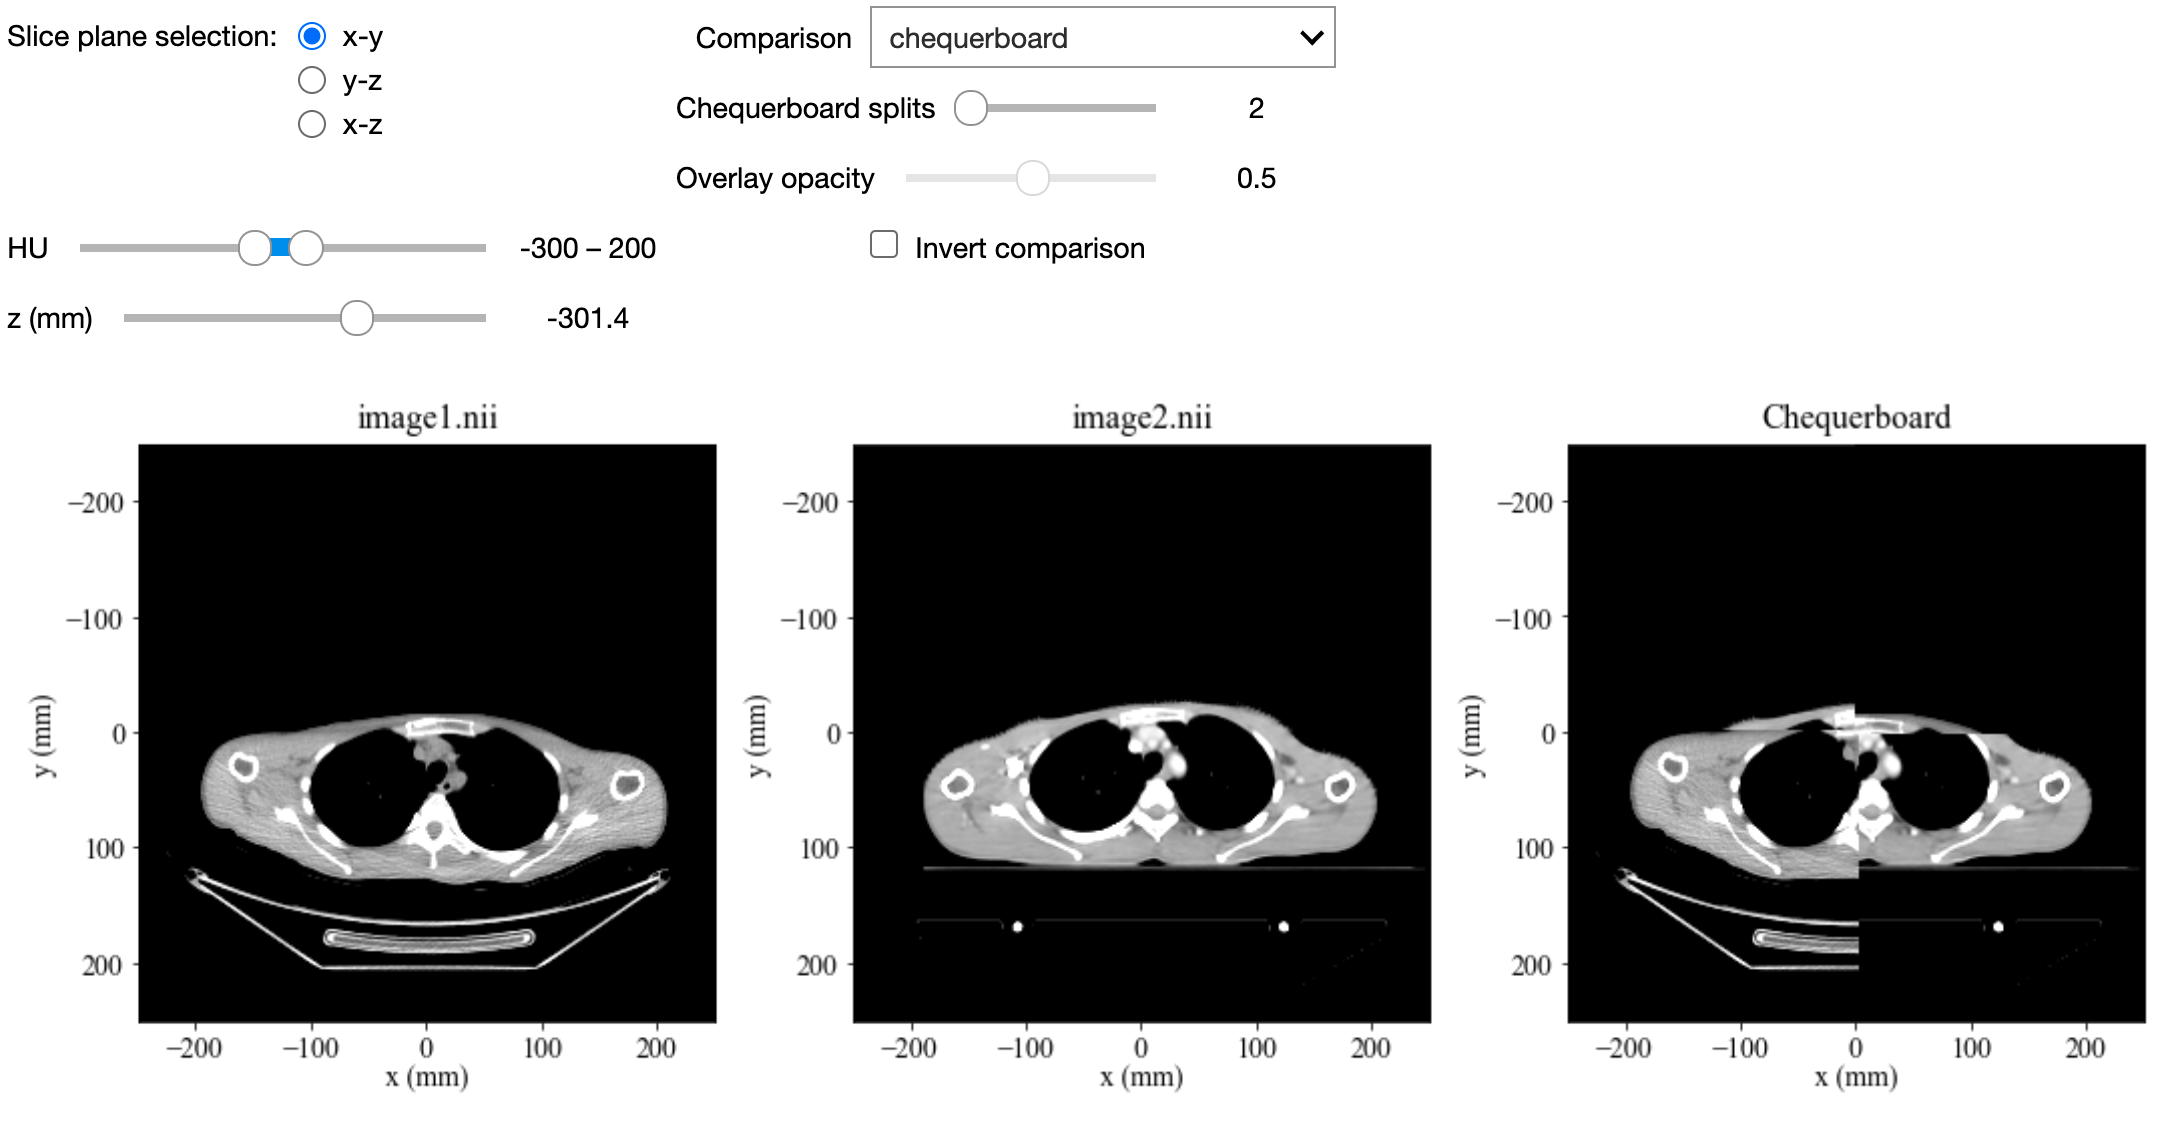 Slice plane selection:
x-y
y-z
x-z
HU
-300 – 200
z (mm)
-301.4
Comparison
chequerboard
Chequerboard splits
2
Overlay opacity
0.5
Invert comparison
image1.nii
−200
−100
0
100
200
y (mm)
−200 −100 0 100 200
x (mm)
image2.nii
−200
−100
0
100
200
y (mm)
−200 −100 0 100 200
x (mm)
Chequerboard
−200
−100
0
100
200
y (mm)
−200 −100 0 100 200
x (mm)